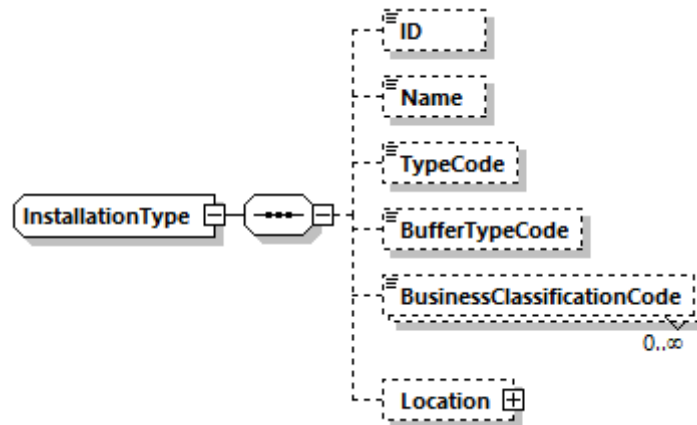 ID
Name
TypeCode
InstallationType
BufferTypeCode
BusinessClassificationCode
0..∞
Location